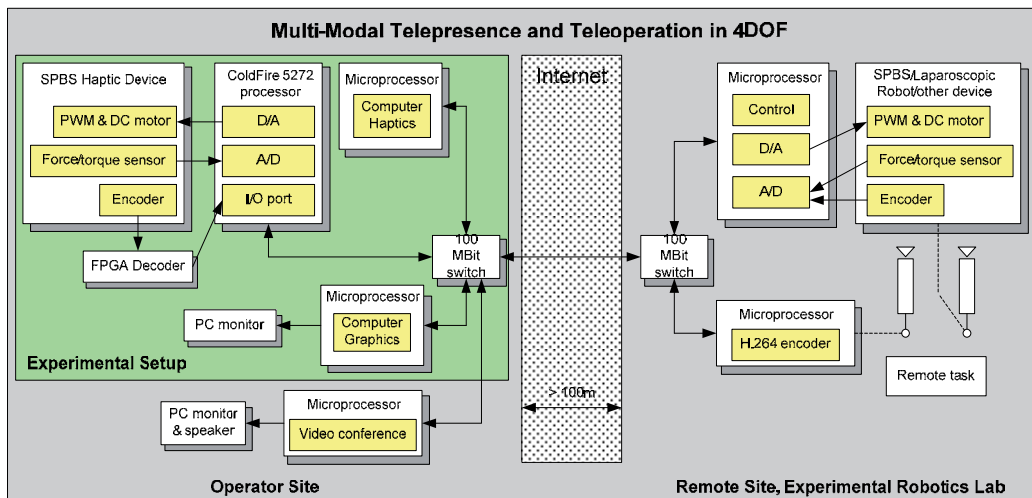 Multi-Modal Telepresence and Teleoperation in 4DOF
SPBS Haptic Device
PWM & DC motor
Force/torque sensor
Encoder
FPGA Decoder
ColdFire 5272
processor
D/A
A/D
I/O port
Microprocessor
Computer
Haptics
100
MBit
switch
PC monitor
Microprocessor
Computer
Graphics
Experimental Setup
PC monitor
& speaker
Microprocessor
Video conference
Operator Site
Internet
> 100m
100
MBit
switch
Microprocessor
Control
D/A
A/D
SPBS/Laparoscopic
Robot/other device
PWM & DC motor
Force/torque sensor
Encoder
Microprocessor
H.264 encoder
Remote task
Remote Site, Experimental Robotics Lab